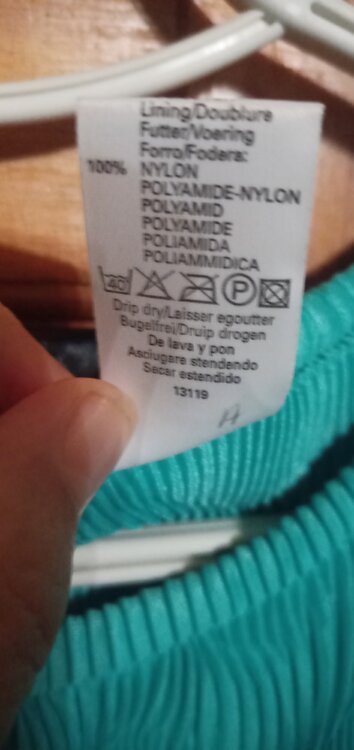 Lining/Doublure
Futter/Voering
Forro/Fodera:
100% NYLON
POLYAMIDE-NYLON
POLYAMID
POLYAMIDE
POLIAMIDA
POLIAMMIDICA
40 P
Drip dry/Laisser egoutter
Bugelfrei/Druip drogen
De lava y pon
Asciugare stendendo
Secar estendido
13119
A